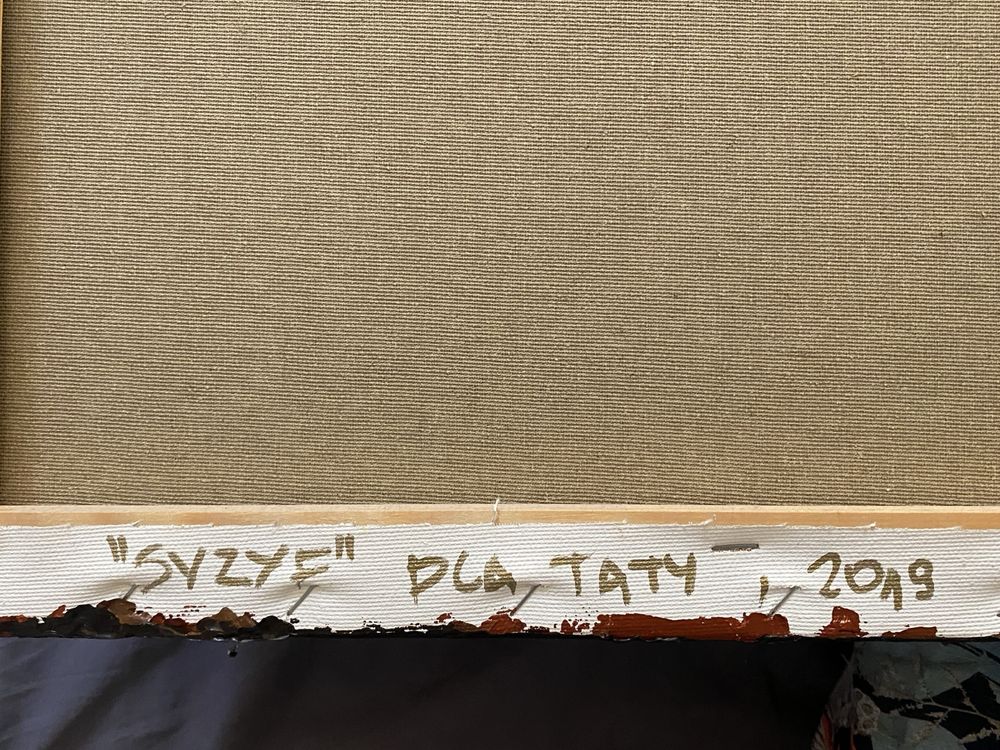 "SYZYF" DLA TATY, 2019